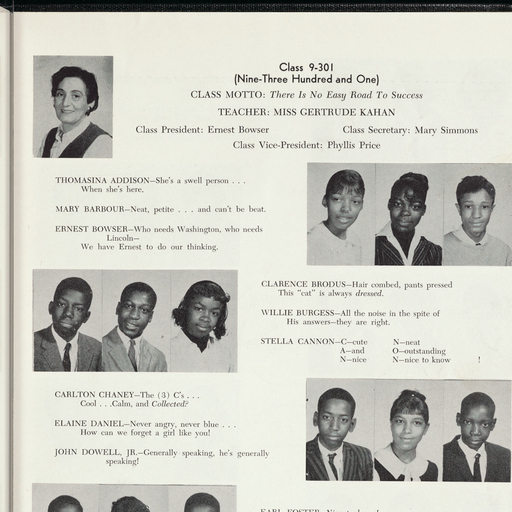 Class 9-301
(Nine-Three Hundred and One)
CLASS MOTTO: There Is No Easy Road To Success
TEACHER: MISS GERTRUDE KAHAN
Class President: Ernest Bowser Class Secretary: Mary Simmons
Class Vice-President: Phyllis Price
THOMASINA ADDISON—She's a swell person . . .
When she's here.
MARY BARBOUR—Neat, petite . . . and can't be beat.
ERNEST BOWSER—Who needs Washington, who needs
Lincoln—
We have Ernest to do our thinking.
CLARENCE BRODUS—Hair combed, pants pressed
This "cat" is always dressed.
WILLIE BURGESS—All the noise in the spite of
His answers—they are right.
STELLA CANNON—C—cute N—neat
A—and O—outstanding
N—nice N—nice to know !
CARLTON CHANEY—The (3) C's . . .
Cool . . .Calm, and Collected?
ELAINE DANIEL—Never angry, never blue . . .
How can we forget a girl like you!
JOHN DOWELL, JR.—Generally speaking, he's generally
speaking!